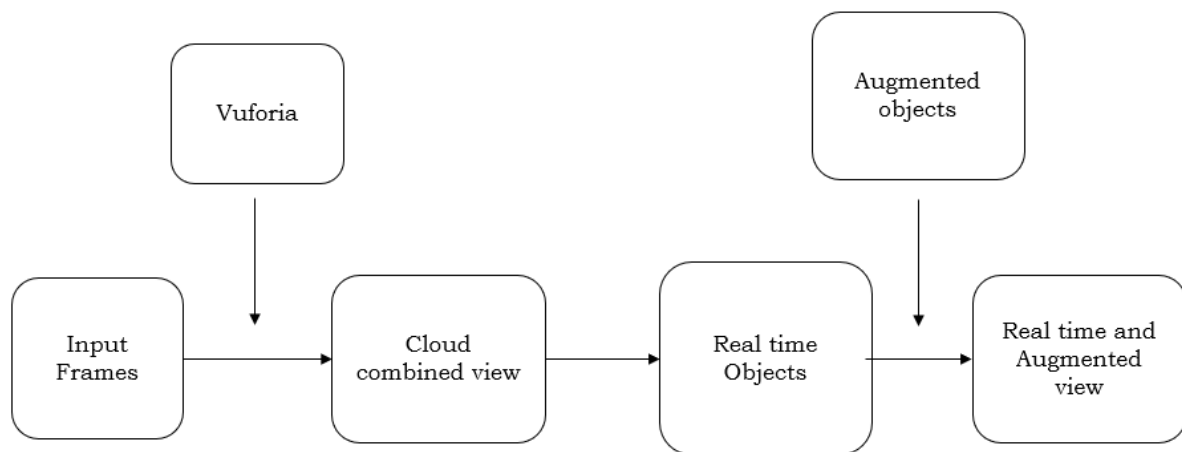 Vuforia
Augmented
objects
Input
Frames
Cloud
combined view
Real time
Objects
Real time and
Augmented
view